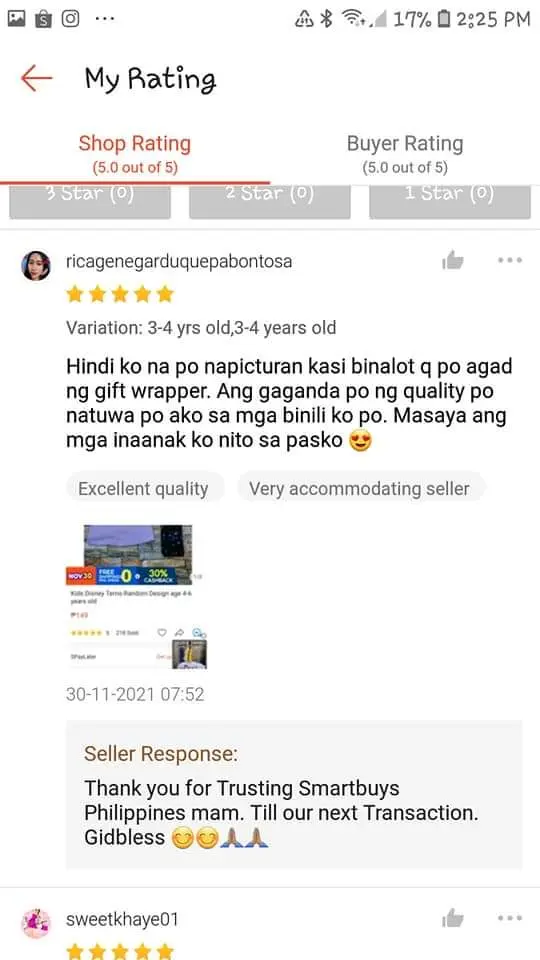 17% 2:25 PM
My Rating
Shop Rating
(5.0 out of 5)
Buyer Rating
(5.0 out of 5)
3 Star (0)
2 Star (0)
1 Star (0)
ricagenegarduquepabontosa
Variation: 3-4 yrs old,3-4 years old
Hindi ko na po napicturan kasi binalot q po agad
ng gift wrapper. Ang gaganda po ng quality po
natuwa po ako sa mga binili ko po. Masaya ang
mga inaanak ko nito sa pasko 😍
Excellent quality
Very accommodating seller
NOV 30
FREE
0
30%
CASHBACK
Kids Disney Terno Random Design age 4-6
years old
₱149
5
SPayLater
30-11-2021 07:52
Seller Response:
Thank you for Trusting Smartbuys
Philippines mam. Till our next Transaction.
Gidbless 😊😊🙏🙏
sweetkhaye01